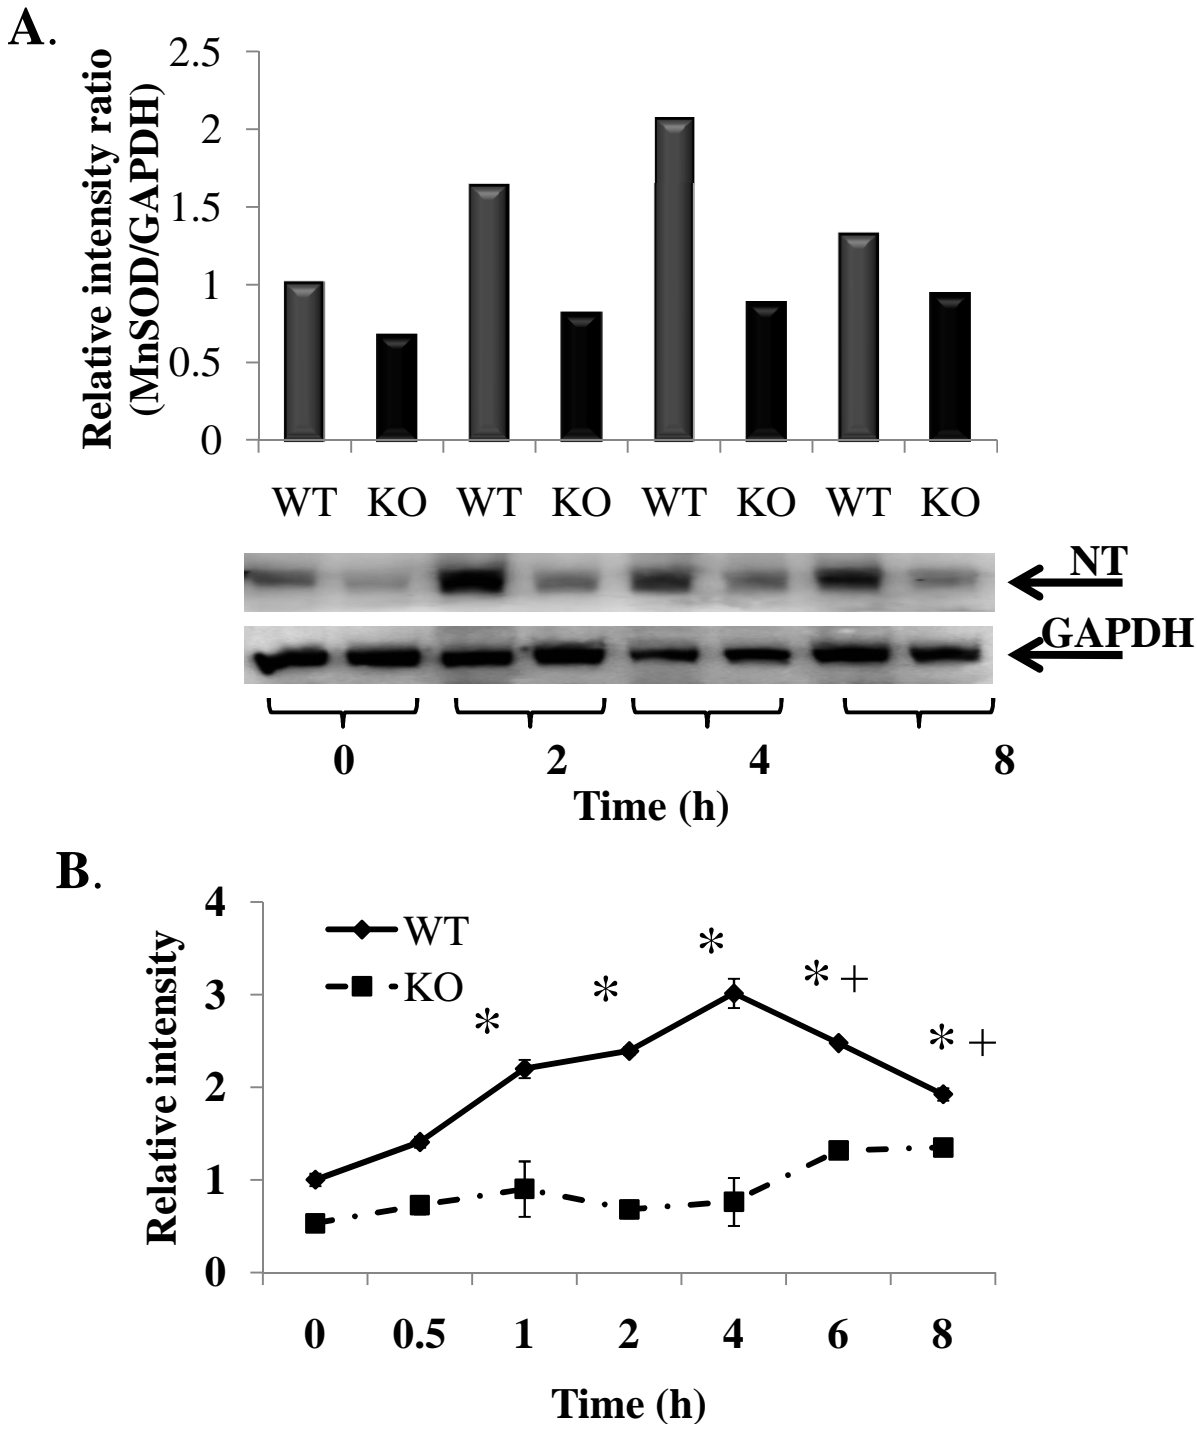 A.
Relative intensity ratio
(MnSOD/GAPDH)
2.5
2
1.5
1
0.5
0
WT KO WT KO WT KO WT KO
NT
GAPDH
0 2 4 8
Time (h)
B.
Relative intensity
4
3
2
1
0
WT
KO
*
*
*
* +
* +
0 0.5 1 2 4 6 8
Time (h)